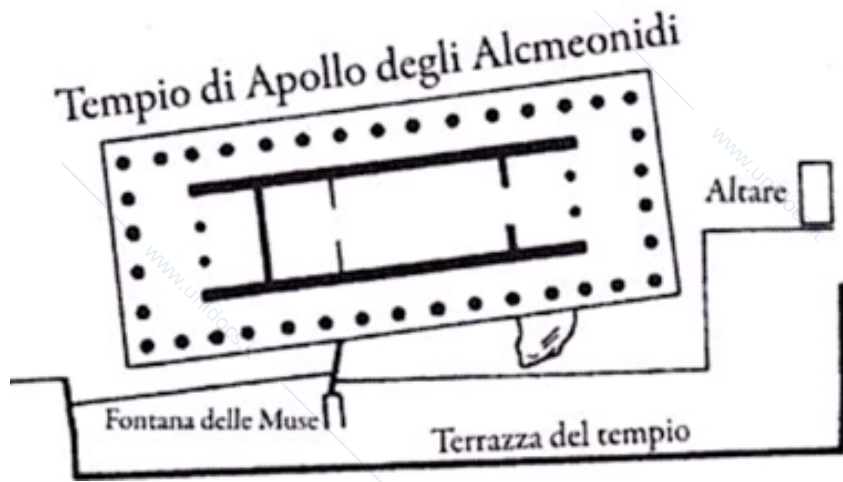 Tempio di Apollo degli Alcmeonidi
Altare
Fontana delle Muse
Terrazza del tempio